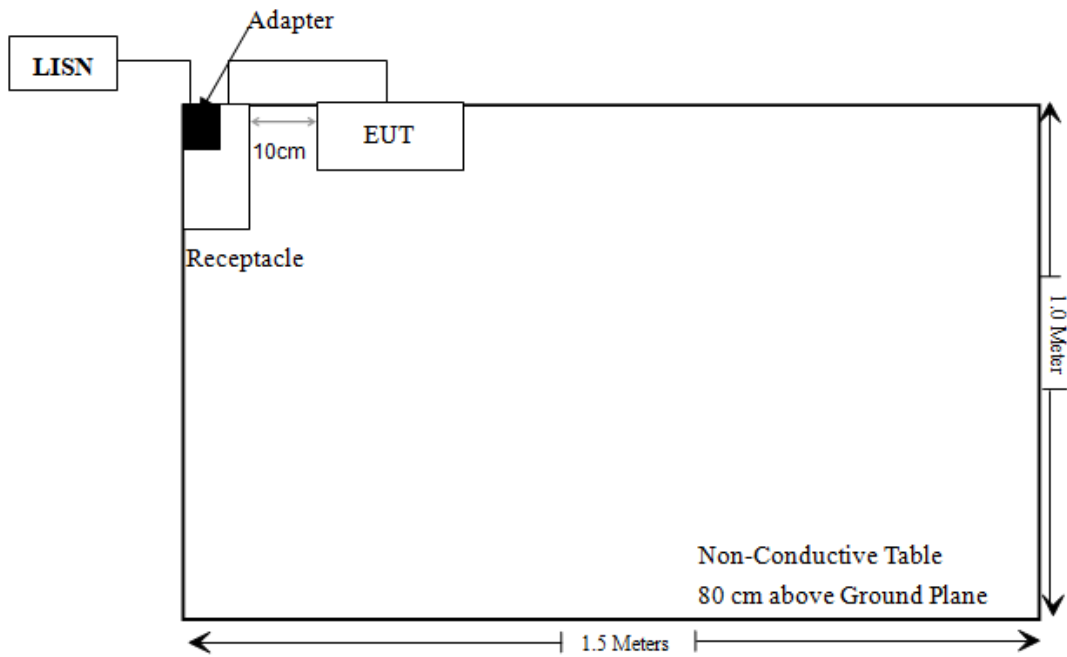 Adapter
LISN
EUT
10cm
Receptacle
1.0 Meter
Non-Conductive Table
80 cm above Ground Plane
1.5 Meters